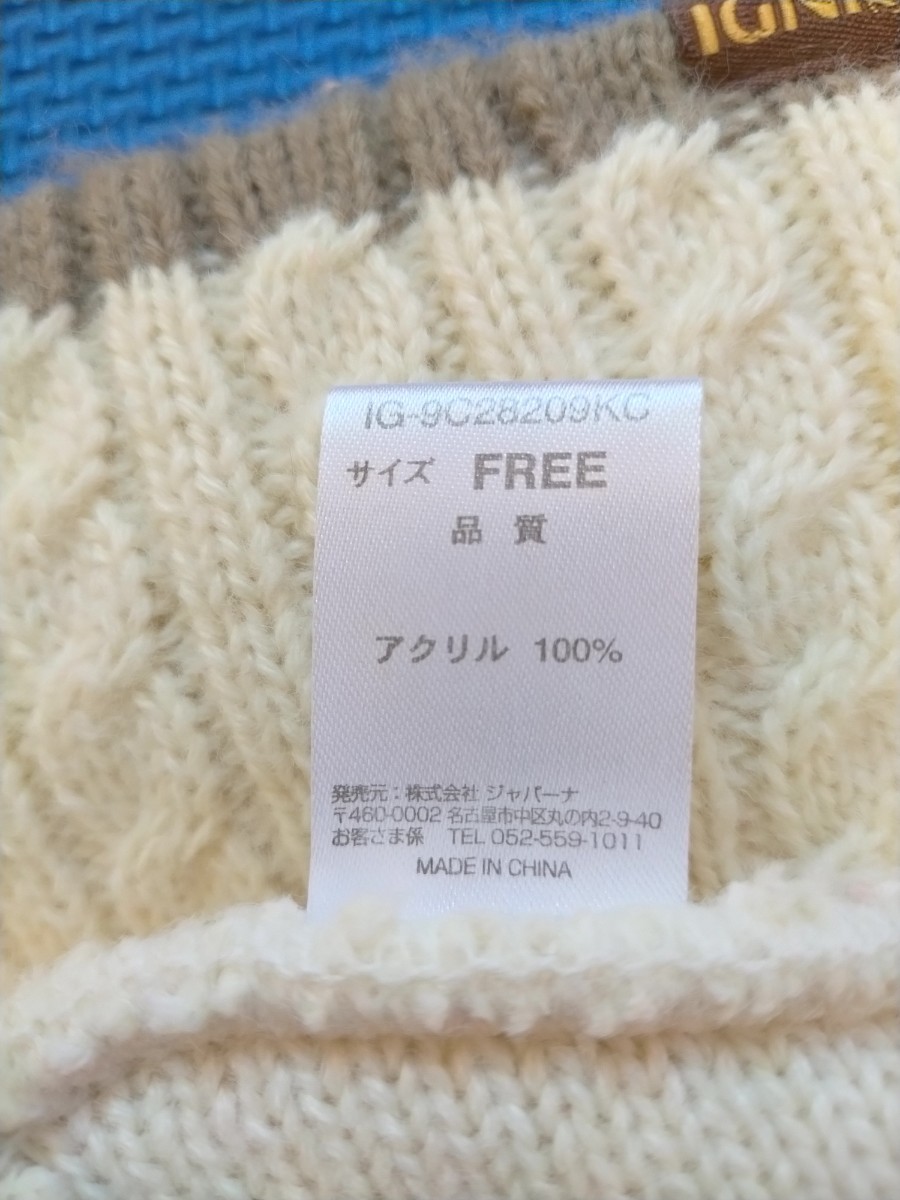 IG-9C28209KC
サイズ FREE
品 質
アクリル 100%
発売元：株式会社 ジャパーナ
〒460-0002 名古屋市中区丸の内2-9-40
お客さま係 TEL 052-559-1011
MADE IN CHINA